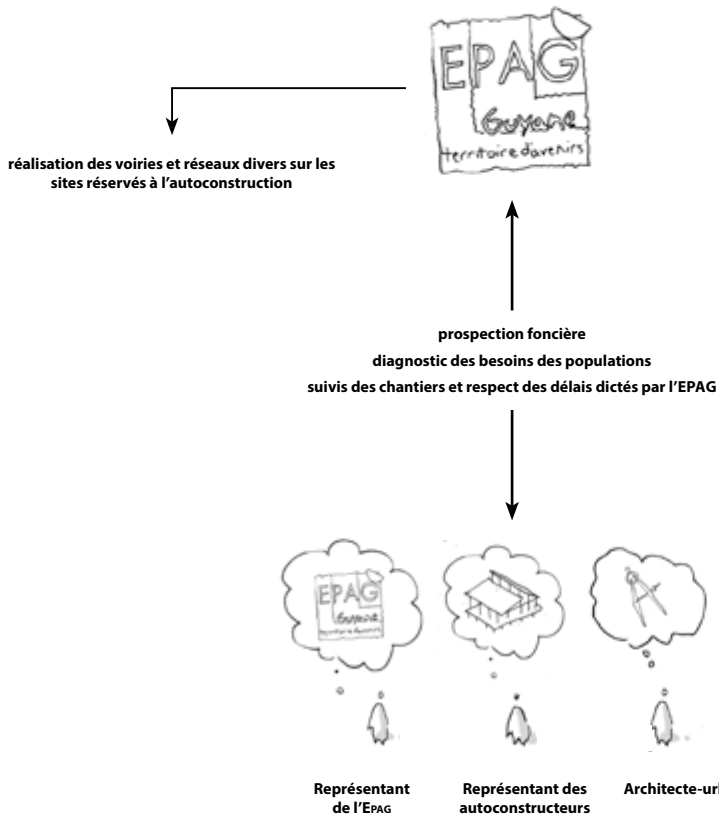 EPAG
Guyane
territoire d'avenirs
réalisation des voiries et réseaux divers sur les
sites réservés à l'autoconstruction
prospection foncière
diagnostic des besoins des populations
suivis des chantiers et respect des délais dictés par l'EPAG
EPAG
Guyane
territoire d'avenirs
Représentant
de l'EPAG
Représentant des
autoconstructeurs
Architecte-url